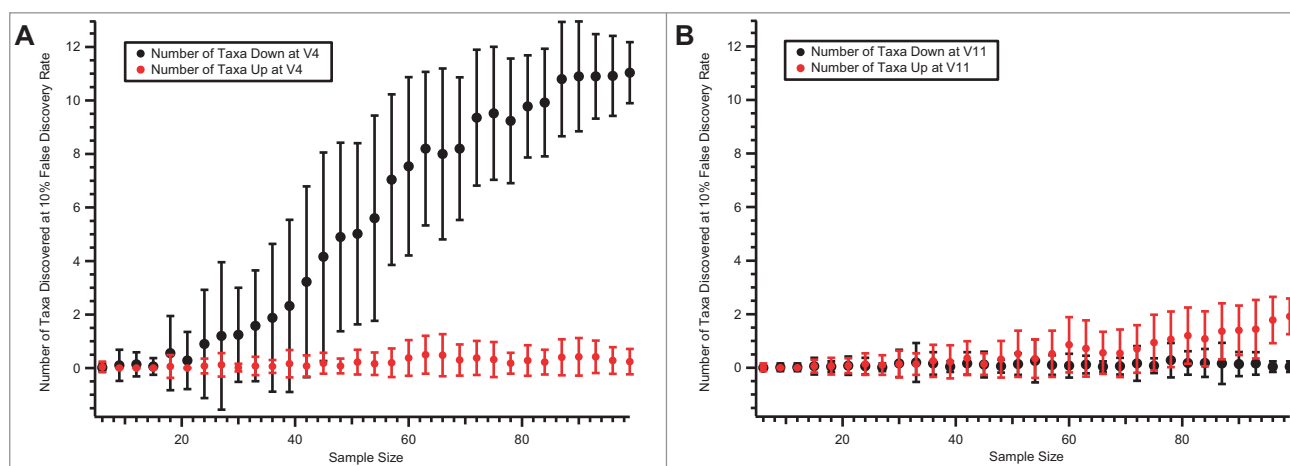 A
Number of Taxa Discovered at 10% False Discovery Rate
12
10
8
6
4
2
0
Number of Taxa Down at V4
Number of Taxa Up at V4
20
40
60
80
Sample Size
B
Number of Taxa Discovered at 10% False Discovery Rate
12
10
8
6
4
2
0
Number of Taxa Down at V11
Number of Taxa Up at V11
20
40
60
80
Sample Size